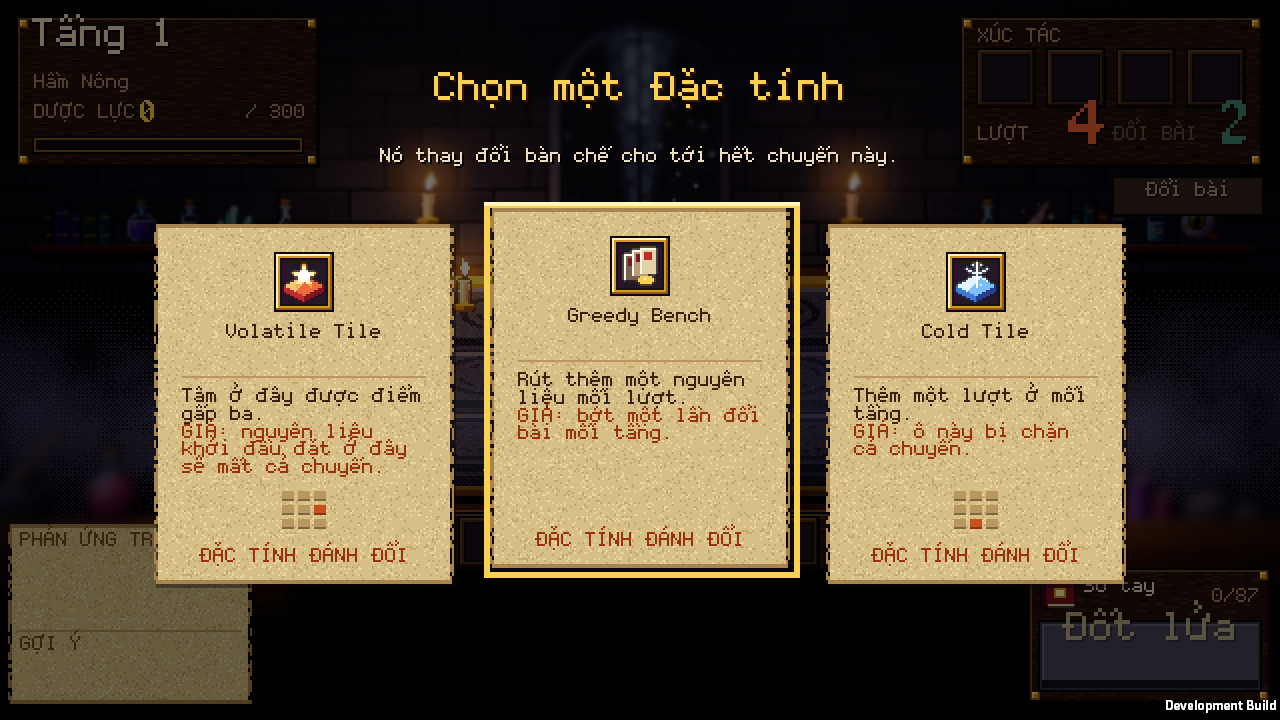 Tầng 1
Hầm Nông
DƯỢC LỰC 0 / 300
Chọn một Đặc tính
Nó thay đổi bàn chế cho tới hết chuyến này.
XÚC TÁC
LƯỢT 4 ĐỔI BÀI 2
Đổi bài
Volatile Tile
Tâm ở đây được điểm
gấp ba.
GIÁ: nguyên liệu
khởi đầu đặt ở đây
sẽ mất cả chuyến.
ĐẶC TÍNH ĐÁNH ĐỔI
Greedy Bench
Rút thêm một nguyên
liệu mỗi lượt.
GIÁ: bớt một lần đổi
bài mỗi tầng.
ĐẶC TÍNH ĐÁNH ĐỔI
Cold Tile
Thêm một lượt ở mỗi
tầng.
GIÁ: ô này bị chặn
cả chuyến.
ĐẶC TÍNH ĐÁNH ĐỔI
PHẢN ỨNG TR
GỢI Ý
Sổ tay
0/87
Đốt lửa
Development Build